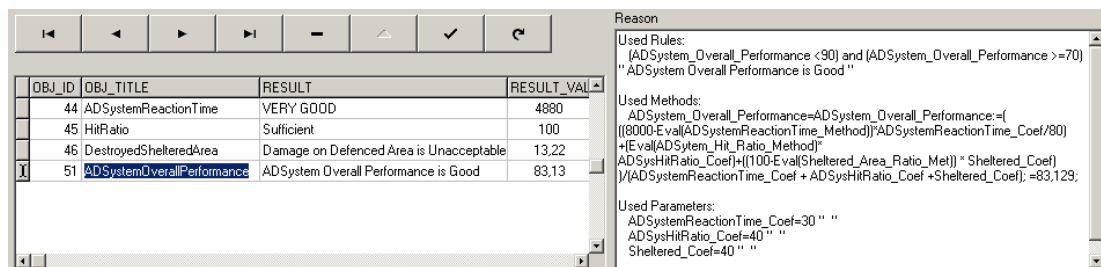 OBJ_ID OBJ_TITLE RESULT RESULT_VAL
44 ADSystemReactionTime VERY GOOD 4880
45 HitRatio Sufficient 100
46 DestroyedShelteredArea Damage on Defenced Area is Unacceptable 13,22
51 ADSystemOverallPerformance ADSystem Overall Performance is Good 83,13
Reason
Used Rules:
(ADSystem_Overall_Performance <90) and (ADSystem_Overall_Performance >=70)
" ADSystem Overall Performance is Good "
Used Methods:
ADSystem_Overall_Performance=ADSystem_Overall_Performance:=(
((8000-Eval(ADSystemReactionTime_Method))*ADSystemReactionTime_Coef/80)
+(Eval(ADSytem_Hit_Ratio_Method)*
ADSysHitRatio_Coef)+((100-Eval(Sheltered_Area_Ratio_Met)) * Sheltered_Coef)
)/(ADSystemReactionTime_Coef + ADSysHitRatio_Coef +Sheltered_Coef); =83,129;
Used Parameters:
ADSystemReactionTime_Coef=30 " "
ADSysHitRatio_Coef=40 " "
Sheltered_Coef=40 " "